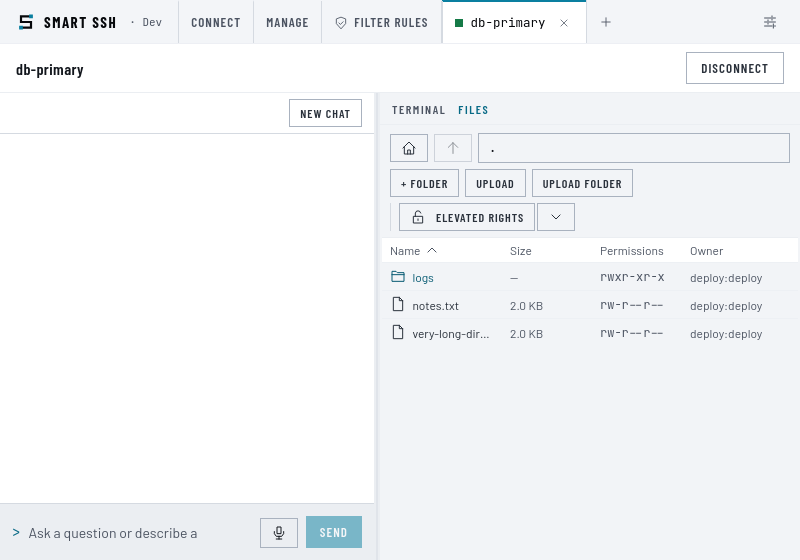 SMART SSH · Dev CONNECT MANAGE FILTER RULES db-primary
db-primary DISCONNECT
NEW CHAT
> Ask a question or describe a
SEND
TERMINAL FILES
.
+ FOLDER UPLOAD UPLOAD FOLDER
ELEVATED RIGHTS
Name Size Permissions Owner
logs — rwxr-xr-x deploy:deploy
notes.txt 2.0 KB rw-r--r-- deploy:deploy
very-long-dir... 2.0 KB rw-r--r-- deploy:deploy